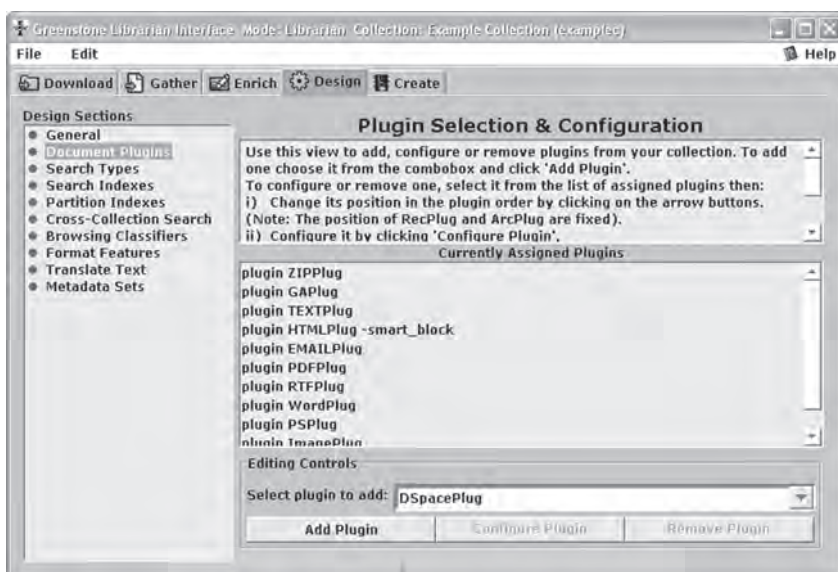 Greenstone Librarian Interface Mode: Librarian Collection: Example Collection (examplec)
File Edit Help
Download Gather Enrich Design Create
Design Sections
General
Document Plugins
Search Types
Search Indexes
Partition Indexes
Cross-Collection Search
Browsing Classifiers
Format Features
Translate Text
Metadata Sets
Plugin Selection & Configuration
Use this view to add, configure or remove plugins from your collection. To add
one choose it from the combobox and click 'Add Plugin'.
To configure or remove one, select it from the list of assigned plugins then:
i) Change its position in the plugin order by clicking on the arrow buttons.
(Note: The position of RecPlug and ArcPlug are fixed).
ii) Configure it by clicking 'Configure Plugin'.
Currently Assigned Plugins
plugin ZIPPlug
plugin GAPlug
plugin TEXTPlug
plugin HTMLPlug -smart_block
plugin EMAILPlug
plugin PDFPlug
plugin RTFPlug
plugin WordPlug
plugin PSPlug
plugin ImagePlug
Editing Controls
Select plugin to add: DSpacePlug
Add Plugin Configure Plugin Remove Plugin